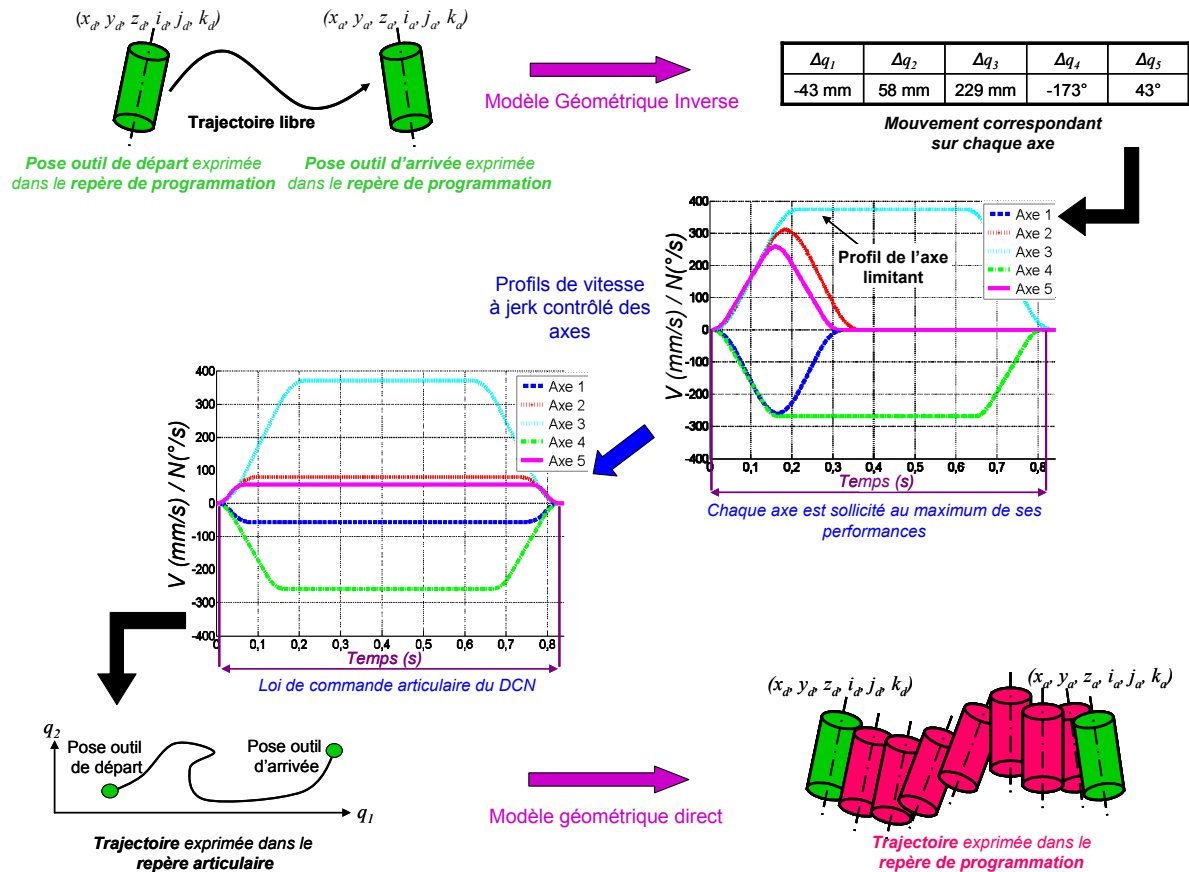 (x_d, y_d, z_d, i_d, j_d, k_d)
(x_a, y_a, z_a, i_a, j_a, k_a)
Trajectoire libre
Pose outil de départ exprimée
dans le repère de programmation
Pose outil d'arrivée exprimée
dans le repère de programmation
Modèle Géométrique Inverse
Δq1 Δq2 Δq3 Δq4 Δq5
-43 mm 58 mm 229 mm -173° 43°
Mouvement correspondant
sur chaque axe
V (mm/s) / N(°/s)
400
300
200
100
0
-100
-200
-300
-400
0 0,1 0,2 0,3 0,4 0,5 0,6 0,7 0,8
Temps (s)
Axe 1
Axe 2
Axe 3
Axe 4
Axe 5
Profil de l'axe
limitant
Chaque axe est sollicité au maximum de ses
performances
Profils de vitesse
à jerk contrôlé des
axes
V (mm/s) / N(°/s)
400
300
200
100
0
-100
-200
-300
-400
0 0,1 0,2 0,3 0,4 0,5 0,6 0,7 0,8
Temps (s)
Axe 1
Axe 2
Axe 3
Axe 4
Axe 5
Loi de commande articulaire du DCN
q2
Pose outil
de départ
Pose outil
d'arrivée
q1
Trajectoire exprimée dans le
repère articulaire
Modèle géométrique direct
(x_d, y_d, z_d, i_d, j_d, k_d)
(x_a, y_a, z_a, i_a, j_a, k_a)
Trajectoire exprimée dans le
repère de programmation